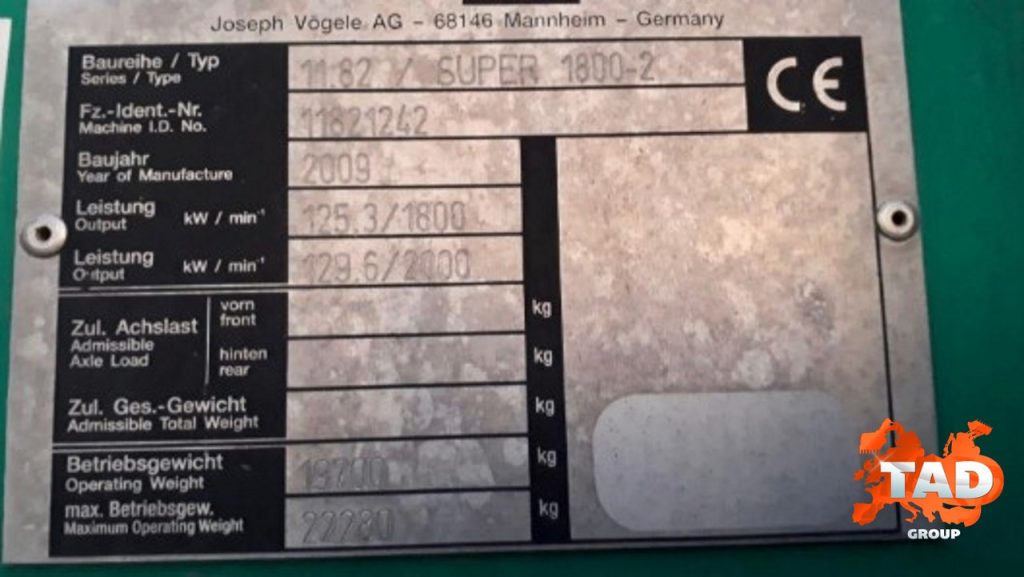 Joseph Vögele AG - 68146 Mannheim - Germany
Baureihe / Typ
Series / Type
11.82 / SUPER 1800-2
CE
Fz.-Ident.-Nr.
Machine I.D. No.
11821242
Baujahr
Year of Manufacture
2009
Leistung
Output
kW / min⁻¹
125.3/1800
Leistung
Output
kW / min⁻¹
129.6/2000
Zul. Achslast
Admissible
Axle Load
vorn
front
kg
hinten
rear
kg
Zul. Ges.-Gewicht
Admissible Total Weight
kg
Betriebsgewicht
Operating Weight
19700
kg
max. Betriebsgew.
Maximum Operating Weight
22280
kg
TAD
GROUP